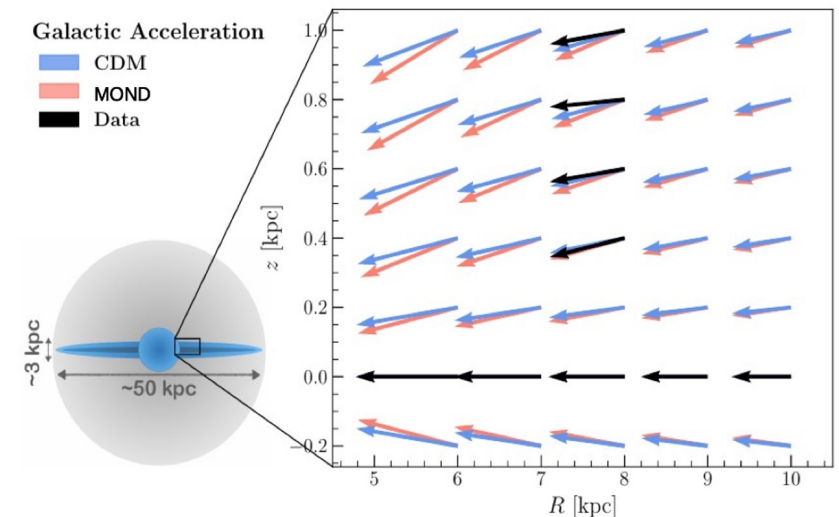 Galactic Acceleration
CDM
MOND
Data
~3 kpc
~50 kpc
z [kpc]
1.0
0.8
0.6
0.4
0.2
0.0
−0.2
5 6 7 8 9 10
R [kpc]